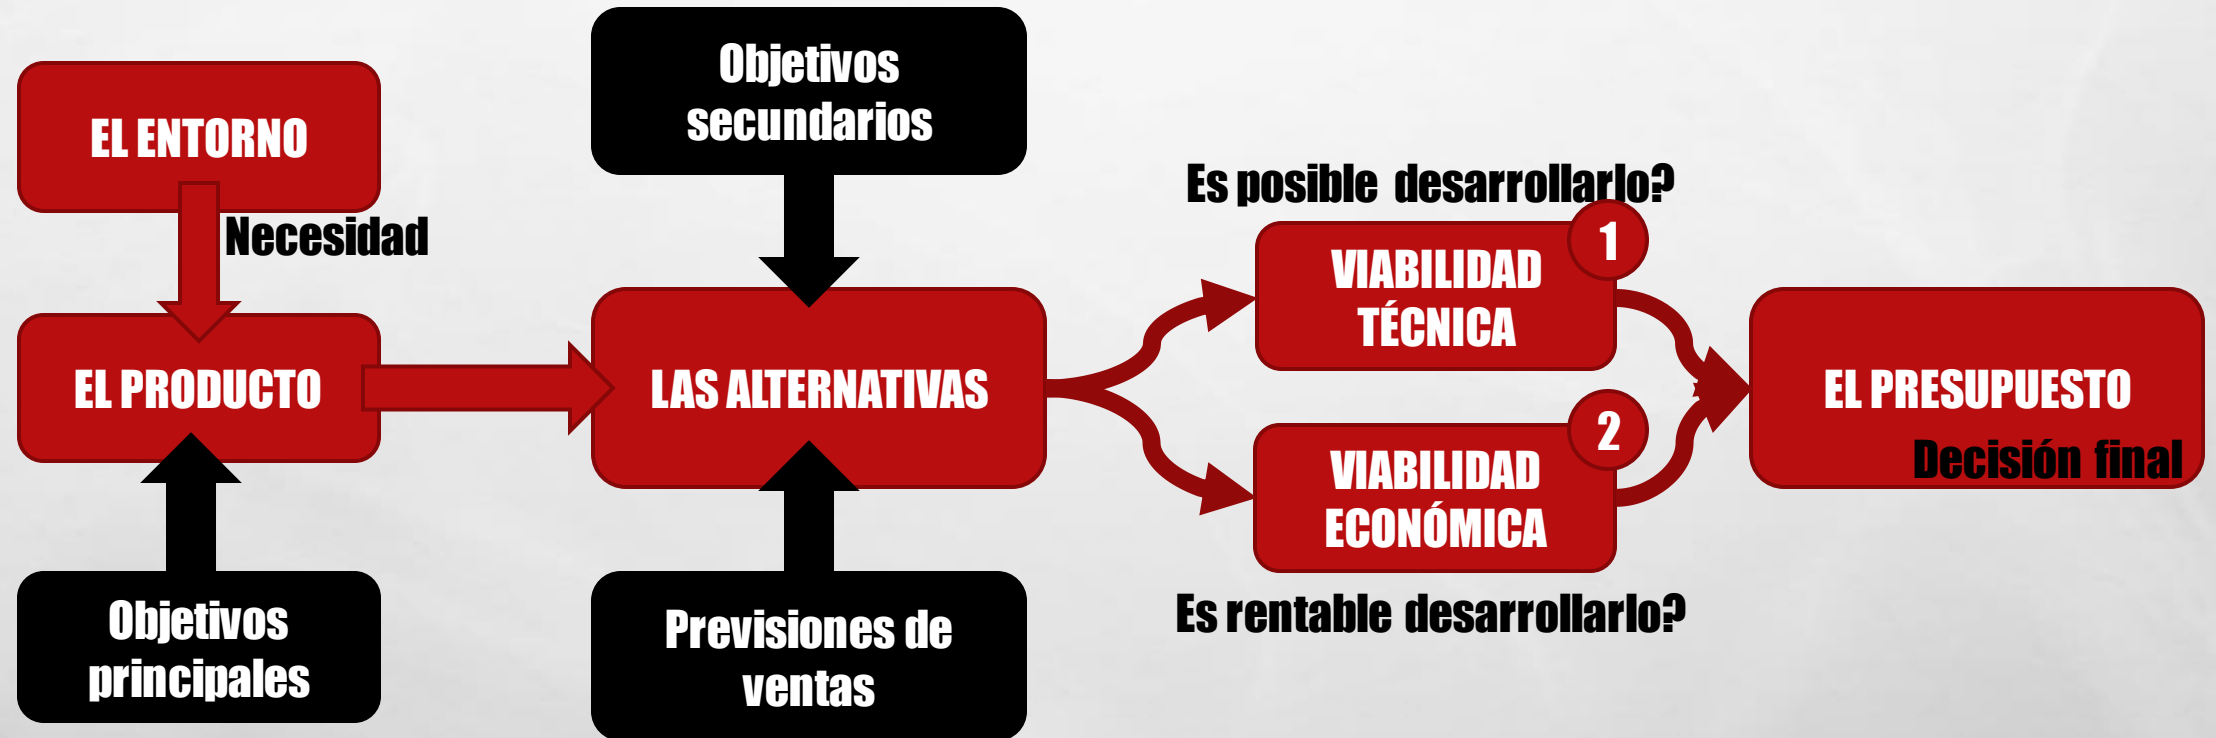 EL ENTORNO
Necesidad
EL PRODUCTO
Objetivos
principales
Objetivos
secundarios
LAS ALTERNATIVAS
Previsiones de
ventas
Es posible desarrollarlo?
1
VIABILIDAD
TÉCNICA
2
VIABILIDAD
ECONÓMICA
Es rentable desarrollarlo?
EL PRESUPUESTO
Decisión final